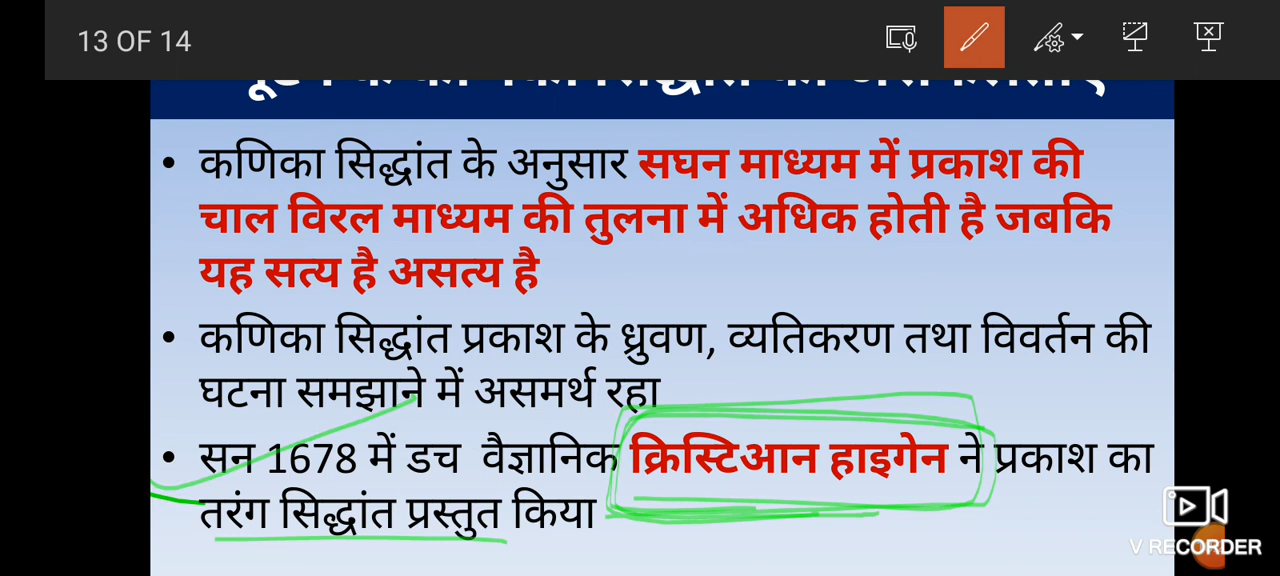 13 OF 14
कणिका सिद्धांत के अनुसार सघन माध्यम में प्रकाश की
चाल विरल माध्यम की तुलना में अधिक होती है जबकि
यह सत्य है असत्य है
कणिका सिद्धांत प्रकाश के ध्रुवण, व्यतिकरण तथा विवर्तन की
घटना समझाने में असमर्थ रहा
सन 1678 में डच वैज्ञानिक क्रिस्टिआन हाइगेन ने प्रकाश का
तरंग सिद्धांत प्रस्तुत किया
V RECORDER